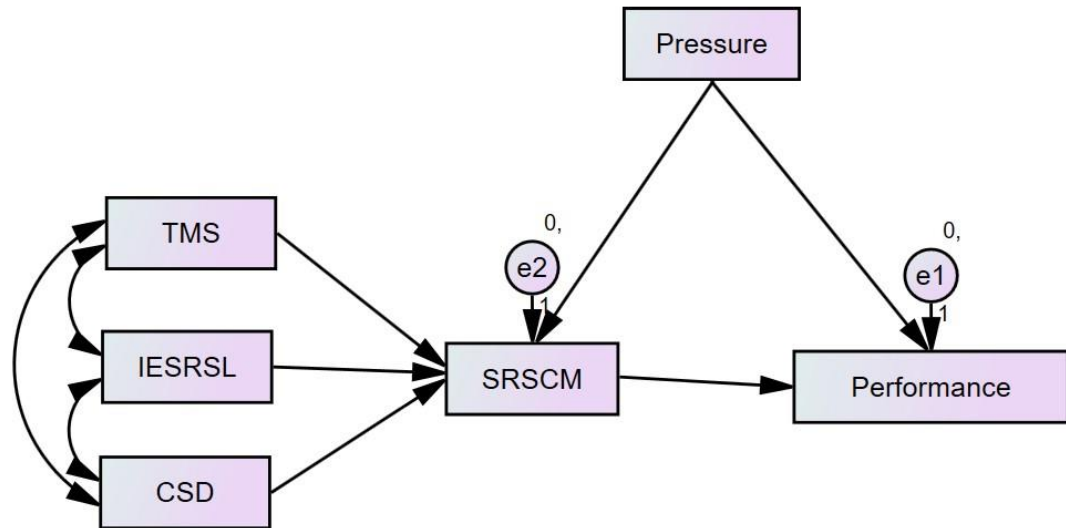 Pressure
TMS
0,
e2
1
0,
e1
1
IESRSL
SRSCM
Performance
CSD